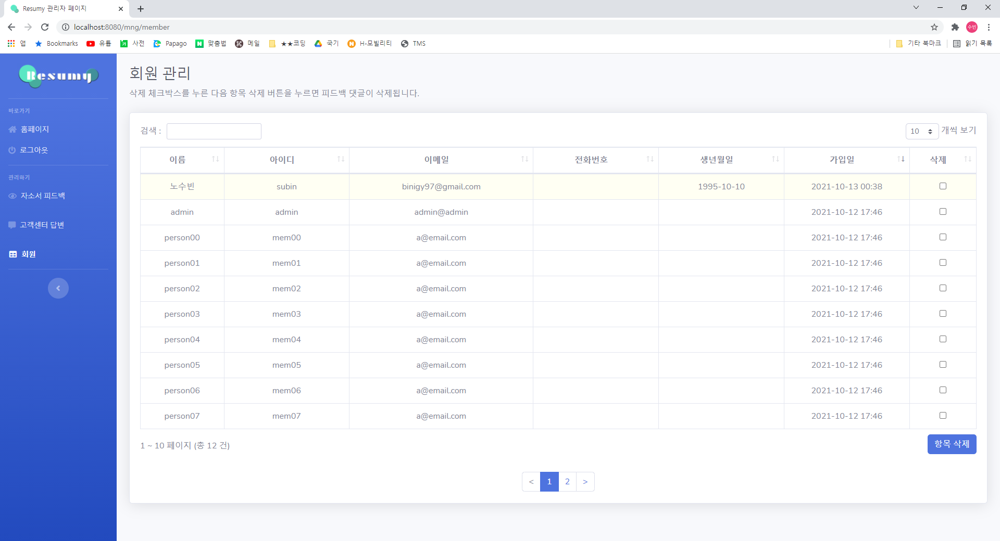 Resumy 관리자 페이지
localhost:8080/mng/member
수빈
앱 Bookmarks 유튭 사전 Papago 맞춤법 메일 ★★코딩 국기 H-모빌리티 TMS 기타 북마크 읽기 목록
Resumy
바로가기
홈페이지
로그아웃
관리하기
자소서 피드백
고객센터 답변
회원
회원 관리
삭제 체크박스를 누른 다음 항목 삭제 버튼을 누르면 피드백 댓글이 삭제됩니다.
검색 : 10 개씩 보기
이름 아이디 이메일 전화번호 생년월일 가입일 삭제
노수빈 subin binigy97@gmail.com 1995-10-10 2021-10-13 00:38
admin admin admin@admin 2021-10-12 17:46
person00 mem00 a@email.com 2021-10-12 17:46
person01 mem01 a@email.com 2021-10-12 17:46
person02 mem02 a@email.com 2021-10-12 17:46
person03 mem03 a@email.com 2021-10-12 17:46
person04 mem04 a@email.com 2021-10-12 17:46
person05 mem05 a@email.com 2021-10-12 17:46
person06 mem06 a@email.com 2021-10-12 17:46
person07 mem07 a@email.com 2021-10-12 17:46
1 ~ 10 페이지 (총 12 건) 항목 삭제
< 1 2 >